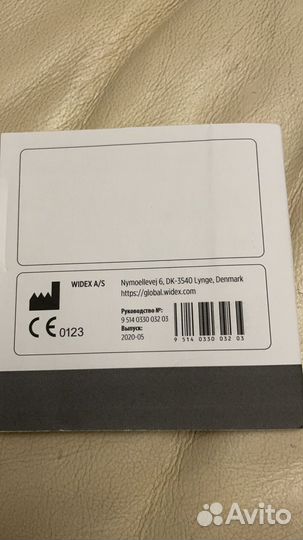 WIDEX A/S
Nymoellevej 6, DK-3540 Lynge, Denmark
https://global.widex.com
CE 0123
Руководство №:
9 514 0330 032 03
Выпуск:
2020-05
9 514 0330 032 03
Avito